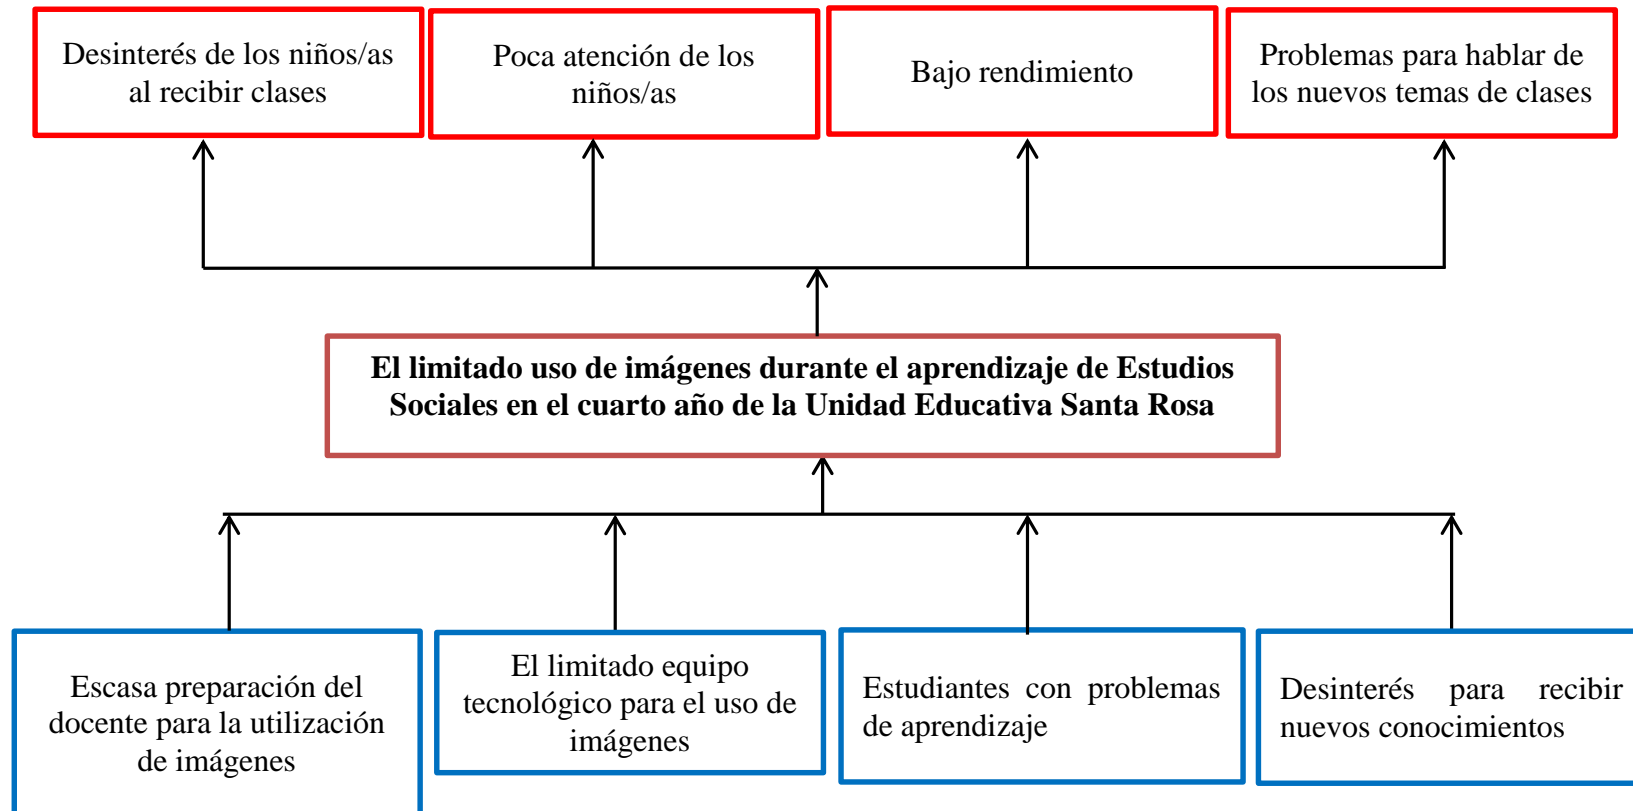 Desinterés de los niños/as
al recibir clases
Poca atención de los
niños/as
Bajo rendimiento
Problemas para hablar de
los nuevos temas de clases
El limitado uso de imágenes durante el aprendizaje de Estudios
Sociales en el cuarto año de la Unidad Educativa Santa Rosa
Escasa preparación del
docente para la utilización
de imágenes
El limitado equipo
tecnológico para el uso de
imágenes
Estudiantes con problemas
de aprendizaje
Desinterés para recibir
nuevos conocimientos